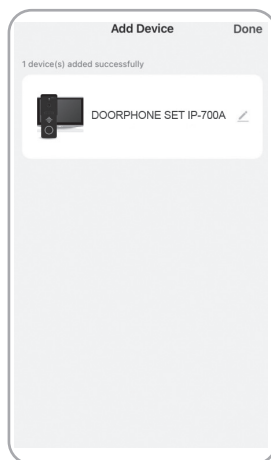 Add Device Done
1 device(s) added successfully
DOORPHONE SET IP-700A